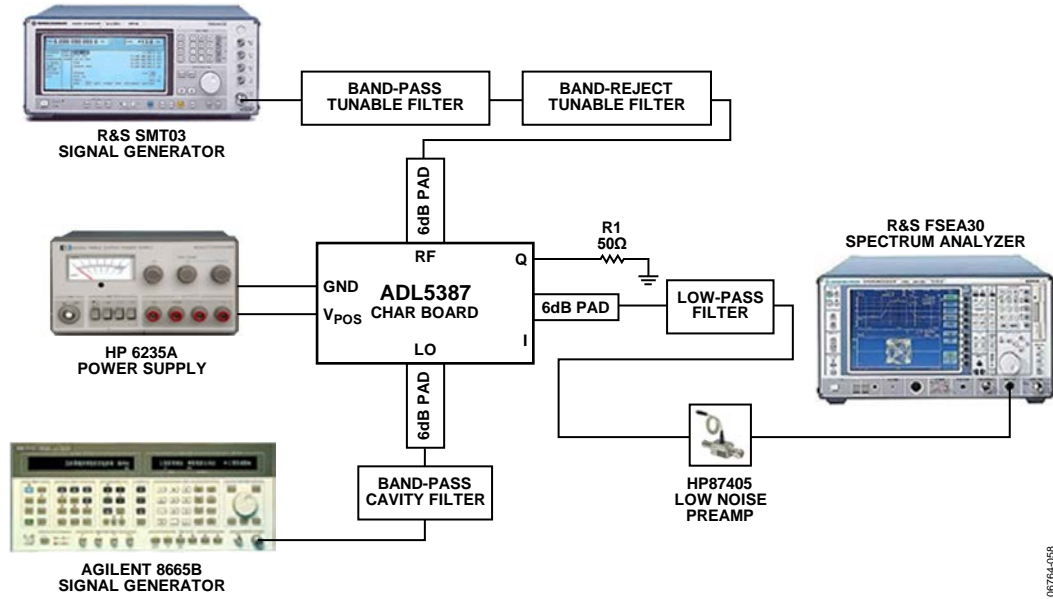 BAND-PASS
TUNABLE FILTER
BAND-REJECT
TUNABLE FILTER
R&S SMT03
SIGNAL GENERATOR
6dB PAD
R1
50Ω
R&S FSEA30
SPECTRUM ANALYZER
RF
Q
GND
ADL5387
CHAR BOARD
VPOS
6dB PAD
LOW-PASS
FILTER
I
LO
HP 6235A
POWER SUPPLY
6dB PAD
BAND-PASS
CAVITY FILTER
HP87405
LOW NOISE
PREAMP
AGILENT 8665B
SIGNAL GENERATOR
06764-058